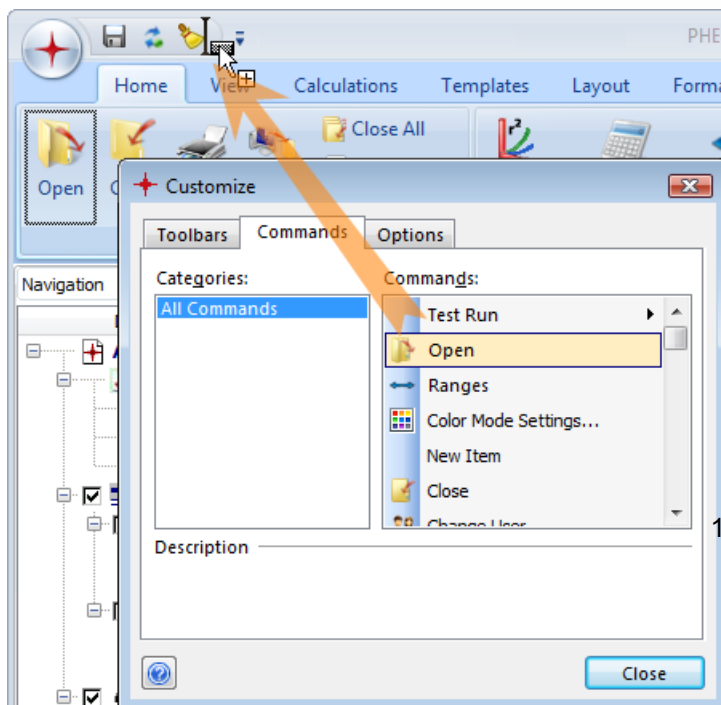 PHE
Home View Calculations Templates Layout Forma
Close All
r²
Open
Customize
Toolbars Commands Options
Navigation
Categories: Commands:
All Commands
Test Run
Open
Ranges
Color Mode Settings...
New Item
Close
Change User
1
Description
Close